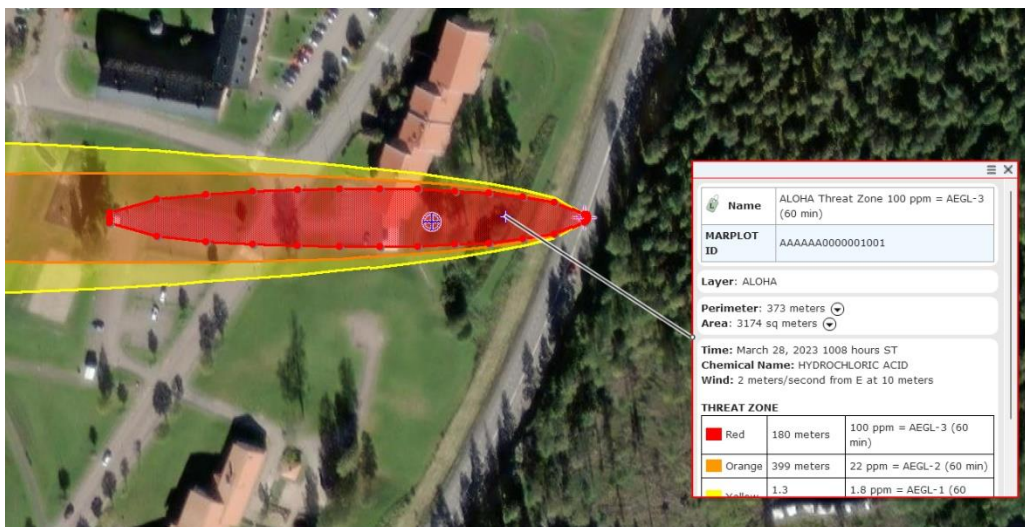 Name
ALOHA Threat Zone 100 ppm = AEGL-3
(60 min)
MARPLOT
ID
AAAAAA0000001001
Layer: ALOHA
Perimeter: 373 meters
Area: 3174 sq meters
Time: March 28, 2023 1008 hours ST
Chemical Name: HYDROCHLORIC ACID
Wind: 2 meters/second from E at 10 meters
THREAT ZONE
Red 180 meters 100 ppm = AEGL-3 (60
min)
Orange 399 meters 22 ppm = AEGL-2 (60 min)
Yellow 1.3 1.8 ppm = AEGL-1 (60